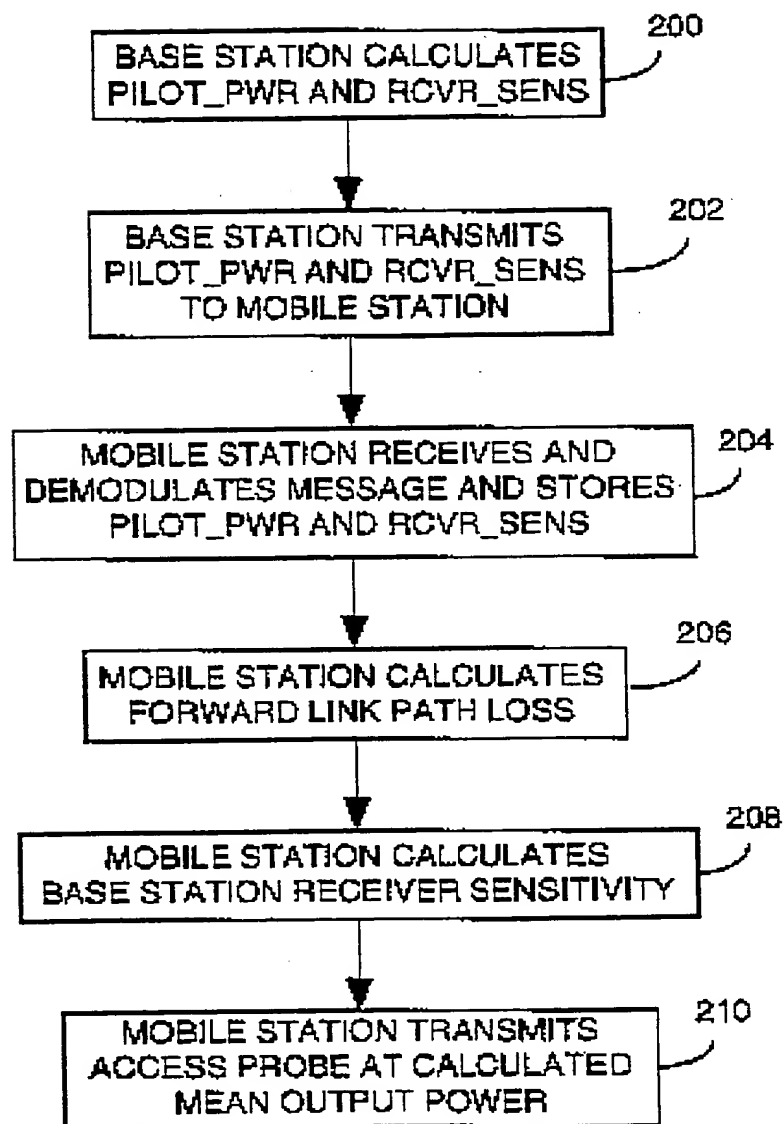 200
BASE STATION CALCULATES
PILOT_PWR AND RCVR_SENS
202
BASE STATION TRANSMITS
PILOT_PWR AND RCVR_SENS
TO MOBILE STATION
204
MOBILE STATION RECEIVES AND
DEMODULATES MESSAGE AND STORES
PILOT_PWR AND RCVR_SENS
206
MOBILE STATION CALCULATES
FORWARD LINK PATH LOSS
208
MOBILE STATION CALCULATES
BASE STATION RECEIVER SENSITIVITY
210
MOBILE STATION TRANSMITS
ACCESS PROBE AT CALCULATED
MEAN OUTPUT POWER